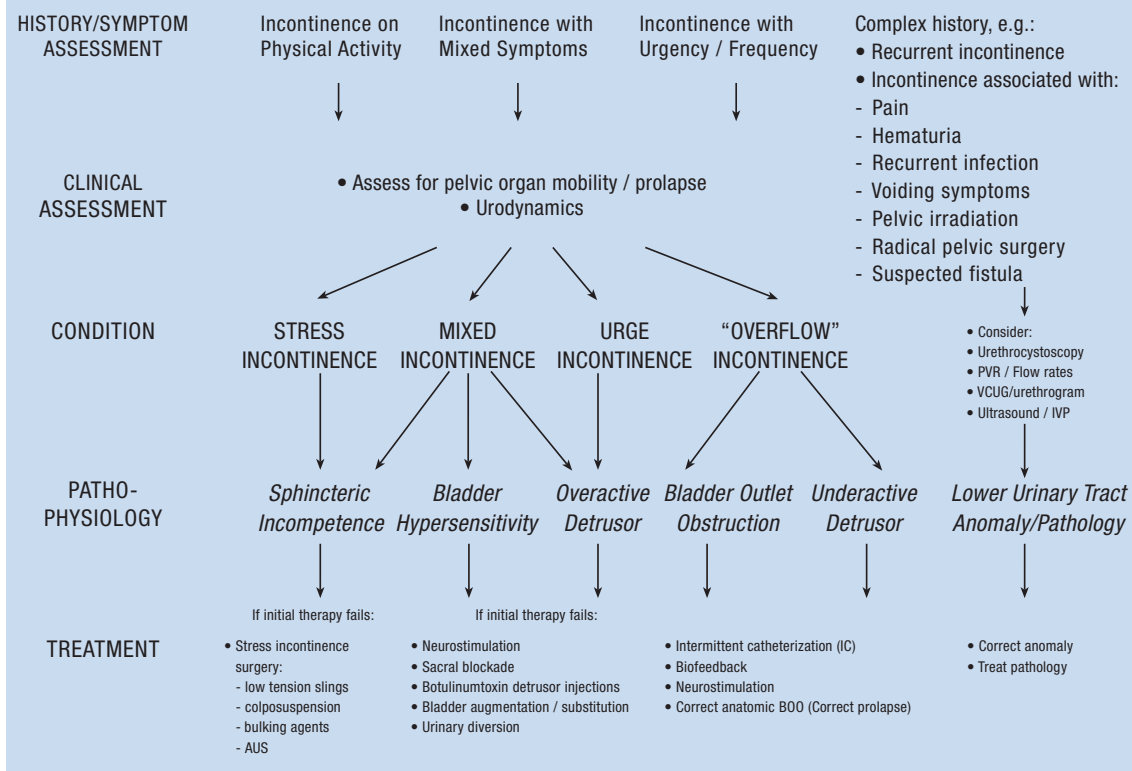 HISTORY/SYMPTOM
ASSESSMENT
Incontinence on
Physical Activity
Incontinence with
Mixed Symptoms
Incontinence with
Urgency / Frequency
Complex history, e.g.:
• Recurrent incontinence
• Incontinence associated with:
- Pain
- Hematuria
- Recurrent infection
- Voiding symptoms
- Pelvic irradiation
- Radical pelvic surgery
- Suspected fistula
CLINICAL
ASSESSMENT
• Assess for pelvic organ mobility / prolapse
• Urodynamics
CONDITION
STRESS
INCONTINENCE
MIXED
INCONTINENCE
URGE
INCONTINENCE
“OVERFLOW”
INCONTINENCE
• Consider:
• Urethrocystoscopy
• PVR / Flow rates
• VCUG/urethrogram
• Ultrasound / IVP
PATHO-
PHYSIOLOGY
Sphincteric
Incompetence
Bladder
Hypersensitivity
Overactive
Detrusor
Bladder Outlet
Obstruction
Underactive
Detrusor
Lower Urinary Tract
Anomaly/Pathology
TREATMENT
If initial therapy fails:
• Stress incontinence
surgery:
- low tension slings
- colposuspension
- bulking agents
- AUS
If initial therapy fails:
• Neurostimulation
• Sacral blockade
• Botulinumtoxin detrusor injections
• Bladder augmentation / substitution
• Urinary diversion
• Intermittent catheterization (IC)
• Biofeedback
• Neurostimulation
• Correct anatomic BOO (Correct prolapse)
• Correct anomaly
• Treat pathology